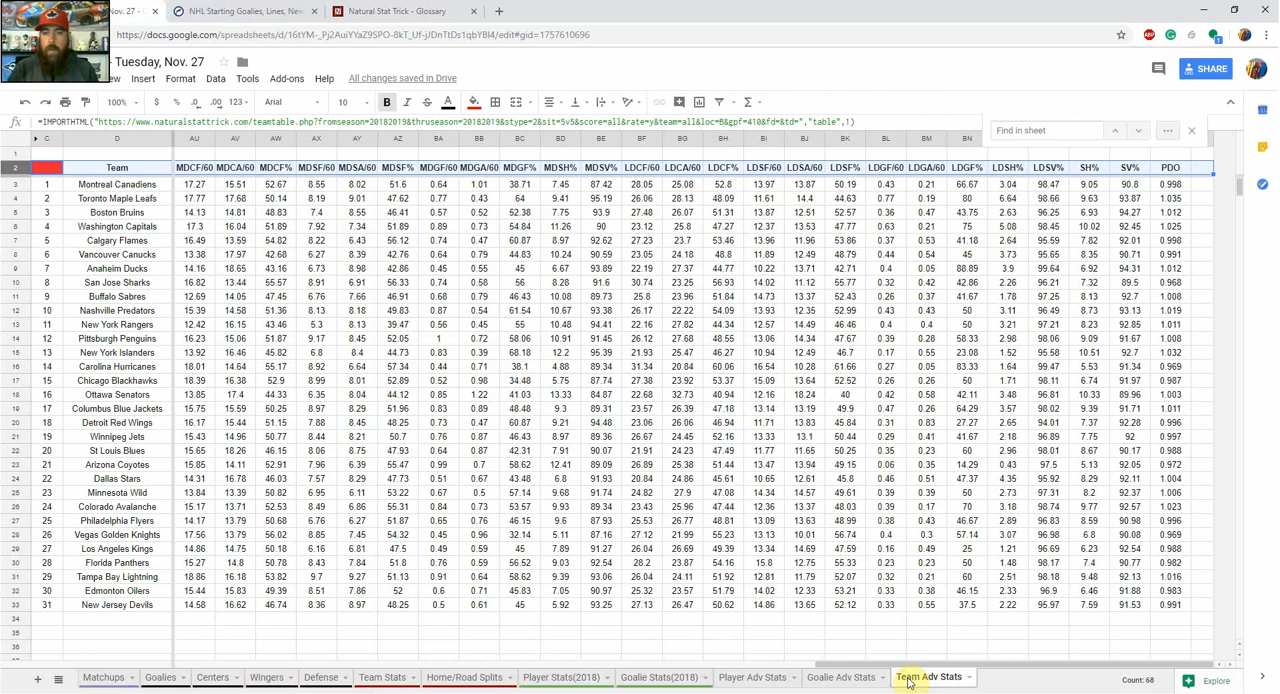 Nov. 27 × NHL Starting Goalies, Lines, New × Natural Stat Trick - Glossary × +
https://docs.google.com/spreadsheets/d/16tYM-_Pj2AuiYYaZ9SPO-8kT_Uf-jJDnTtDs1qbYBI4/edit#gid=1757610696
Tuesday, Nov. 27
Insert Format Data Tools Add-ons Help All changes saved in Drive
SHARE
100% $ % .0 .00 123 Arial 10 B I S A
fx =IMPORTHTML("https://www.naturalstattrick.com/teamtable.php?fromseason=20182019&thruseason=20182019&stype=2&sit=5v5&score=all&rate=y&team=all&loc=B&gpf=410&fd=&td=","table",1)
Find in sheet
C D AU AV AW AX AY AZ BA BB BC BD BE BF BG BH BI BJ BK BL BM BN
1
2 Team MDCF/60 MDCA/60 MDCF% MDSF/60 MDSA/60 MDSF% MDGF/60 MDGA/60 MDGF% MDSH% MDSV% LDCF/60 LDCA/60 LDCF% LDSF/60 LDSA/60 LDSF% LDGF/60 LDGA/60 LDGF% LDSH% LDSV% SH% SV% PDO
3 1 Montreal Canadiens 17.27 15.51 52.67 8.55 8.02 51.6 0.64 1.01 38.71 7.45 87.42 28.05 25.08 52.8 13.97 13.87 50.19 0.43 0.21 66.67 3.04 98.47 9.05 90.8 0.998
4 2 Toronto Maple Leafs 17.77 17.68 50.14 8.19 9.01 47.62 0.77 0.43 64 9.41 95.19 26.06 28.13 48.09 11.61 14.4 44.63 0.77 0.19 80 6.64 98.66 9.63 93.87 1.035
5 3 Boston Bruins 14.13 14.81 48.83 7.4 8.55 46.41 0.57 0.52 52.38 7.75 93.9 27.48 26.07 51.31 13.87 12.51 52.57 0.36 0.47 43.75 2.63 96.25 6.93 94.27 1.012
6 4 Washington Capitals 17.3 16.04 51.89 7.92 7.34 51.89 0.89 0.73 54.84 11.26 90 23.12 25.8 47.27 12.37 13.53 47.77 0.63 0.21 75 5.08 98.45 10.02 92.45 1.025
7 5 Calgary Flames 16.49 13.59 54.82 8.22 6.43 56.12 0.74 0.47 60.87 8.97 92.62 27.23 23.7 53.46 13.96 11.96 53.86 0.37 0.53 41.18 2.64 95.59 7.82 92.01 0.998
8 6 Vancouver Canucks 13.38 17.97 42.68 6.27 8.39 42.76 0.64 0.79 44.83 10.24 90.59 23.05 24.18 48.8 11.89 12.49 48.79 0.44 0.54 45 3.73 95.65 8.35 90.71 0.991
9 7 Anaheim Ducks 14.16 18.65 43.16 6.73 8.98 42.86 0.45 0.55 45 6.67 93.89 22.19 27.37 44.77 10.22 13.71 42.71 0.4 0.05 88.89 3.9 99.64 6.92 94.31 1.012
10 8 San Jose Sharks 16.82 13.44 55.57 8.91 6.91 56.33 0.74 0.58 56 8.28 91.6 30.74 23.25 56.93 14.02 11.12 55.77 0.32 0.42 42.86 2.26 96.21 7.32 89.5 0.968
11 9 Buffalo Sabres 12.69 14.05 47.45 6.76 7.66 46.91 0.68 0.79 46.43 10.08 89.73 25.8 23.96 51.84 14.73 13.37 52.43 0.26 0.37 41.67 1.78 97.25 8.13 92.7 1.008
12 10 Nashville Predators 15.39 14.58 51.36 8.13 8.18 49.83 0.87 0.54 61.54 10.67 93.38 26.17 22.22 54.09 13.93 12.35 52.99 0.43 0.43 50 3.11 96.49 8.73 93.13 1.019
13 11 New York Rangers 12.42 16.15 43.46 5.3 8.13 39.47 0.56 0.45 55 10.48 94.41 22.16 27.82 44.34 12.57 14.49 46.46 0.4 0.4 50 3.21 97.21 8.23 92.85 1.011
14 12 Pittsburgh Penguins 16.23 15.06 51.87 9.17 8.45 52.05 1 0.72 58.06 10.91 91.45 26.12 27.68 48.55 13.06 14.34 47.67 0.39 0.28 58.33 2.98 98.06 9.09 91.67 1.008
15 13 New York Islanders 13.92 16.46 45.82 6.8 8.4 44.73 0.83 0.39 68.18 12.2 95.39 21.93 25.47 46.27 10.94 12.49 46.7 0.17 0.55 23.08 1.52 95.58 10.51 92.7 1.032
16 14 Carolina Hurricanes 18.01 14.64 55.17 8.92 6.64 57.34 0.44 0.71 38.1 4.88 89.34 31.34 20.84 60.06 16.54 10.28 61.66 0.27 0.05 83.33 1.64 99.47 5.53 91.34 0.969
17 15 Chicago Blackhawks 18.39 16.38 52.9 8.99 8.01 52.89 0.52 0.98 34.48 5.75 87.74 27.38 23.92 53.37 15.09 13.64 52.52 0.26 0.26 50 1.71 98.11 6.74 91.97 0.987
18 16 Ottawa Senators 13.85 17.4 44.33 6.35 8.04 44.12 0.85 1.22 41.03 13.33 84.87 22.68 32.73 40.94 12.16 18.24 40 0.42 0.58 42.11 3.48 96.81 10.33 89.96 1.003
19 17 Columbus Blue Jackets 15.75 15.59 50.25 8.97 8.29 51.96 0.83 0.89 48.48 9.3 89.31 23.57 26.39 47.18 13.14 13.19 49.9 0.47 0.26 64.29 3.57 98.02 9.39 91.71 1.011
20 18 Detroit Red Wings 16.17 15.44 51.15 7.88 8.45 48.25 0.73 0.47 60.87 9.21 94.48 23.06 26.06 46.94 11.71 13.83 45.84 0.31 0.83 27.27 2.65 94.01 7.37 92.28 0.996
21 19 Winnipeg Jets 15.43 14.96 50.77 8.44 8.21 50.7 0.76 0.87 46.43 8.97 89.36 26.67 24.45 52.16 13.33 13.1 50.44 0.29 0.41 41.67 2.18 96.89 7.75 92 0.997
22 20 St Louis Blues 15.65 18.26 46.15 8.06 8.75 47.93 0.64 0.87 42.31 7.91 90.07 21.91 24.23 47.49 11.77 11.65 50.25 0.35 0.23 60 2.96 98.01 8.67 90.17 0.988
23 21 Arizona Coyotes 15.85 14.11 52.91 7.96 6.39 55.47 0.99 0.7 58.62 12.41 89.09 26.89 25.38 51.44 13.47 13.94 49.15 0.06 0.35 14.29 0.43 97.5 5.13 92.05 0.972
24 22 Dallas Stars 14.31 16.78 46.03 7.57 8.29 47.73 0.51 0.67 43.48 6.8 91.93 20.84 24.86 45.61 10.65 12.61 45.8 0.46 0.51 47.37 4.35 95.92 8.29 92.11 1.004
25 23 Minnesota Wild 13.84 13.39 50.82 6.95 6.11 53.22 0.67 0.5 57.14 9.68 91.74 24.82 27.9 47.08 14.34 14.57 49.61 0.39 0.39 50 2.73 97.31 8.2 92.37 1.006
26 24 Colorado Avalanche 15.17 13.71 52.53 8.49 6.86 55.31 0.84 0.73 53.57 9.93 89.34 23.43 25.96 47.44 12.36 13.37 48.03 0.39 0.17 70 3.18 98.74 9.77 92.57 1.023
27 25 Philadelphia Flyers 14.17 13.79 50.68 6.76 6.27 51.87 0.65 0.76 46.15 9.6 87.93 25.53 26.77 48.81 13.09 13.63 48.99 0.38 0.43 46.67 2.89 96.83 8.59 90.98 0.996
28 26 Vegas Golden Knights 17.56 13.79 56.02 8.85 7.45 54.32 0.45 0.96 32.14 5.11 87.16 27.12 21.99 55.23 13.13 10.01 56.74 0.4 0.3 57.14 3.07 96.98 6.8 90.08 0.969
29 27 Los Angeles Kings 14.86 14.75 50.18 6.16 6.81 47.5 0.49 0.59 45 7.89 91.27 26.04 26.69 49.39 13.34 14.69 47.59 0.16 0.49 25 1.21 96.69 6.23 92.54 0.988
30 28 Florida Panthers 15.27 14.8 50.78 8.43 7.84 51.8 0.76 0.59 56.52 9.03 92.54 28.2 23.87 54.16 15.8 12.75 55.33 0.23 0.23 50 1.48 98.17 7.4 90.77 0.982
31 29 Tampa Bay Lightning 18.86 16.18 53.82 9.7 9.27 51.13 0.91 0.64 58.62 9.39 93.06 26.04 24.11 51.92 12.81 11.79 52.07 0.32 0.21 60 2.51 98.18 9.48 92.13 1.016
32 30 Edmonton Oilers 15.44 15.83 49.39 8.51 7.86 52 0.6 0.71 45.83 7.05 90.97 25.32 23.57 51.79 14.02 12.33 53.21 0.33 0.38 46.15 2.33 96.9 6.46 91.88 0.983
33 31 New Jersey Devils 14.58 16.62 46.74 8.36 8.97 48.25 0.5 0.61 45 5.92 93.25 27.13 26.47 50.62 14.86 13.65 52.12 0.33 0.55 37.5 2.22 95.97 7.59 91.53 0.991
34
35
36
Matchups Goalies Centers Wingers Defense Team Stats Home/Road Splits Player Stats(2018) Goalie Stats(2018) Player Adv Stats Goalie Adv Stats Team Adv Stats Count: 68 Explore